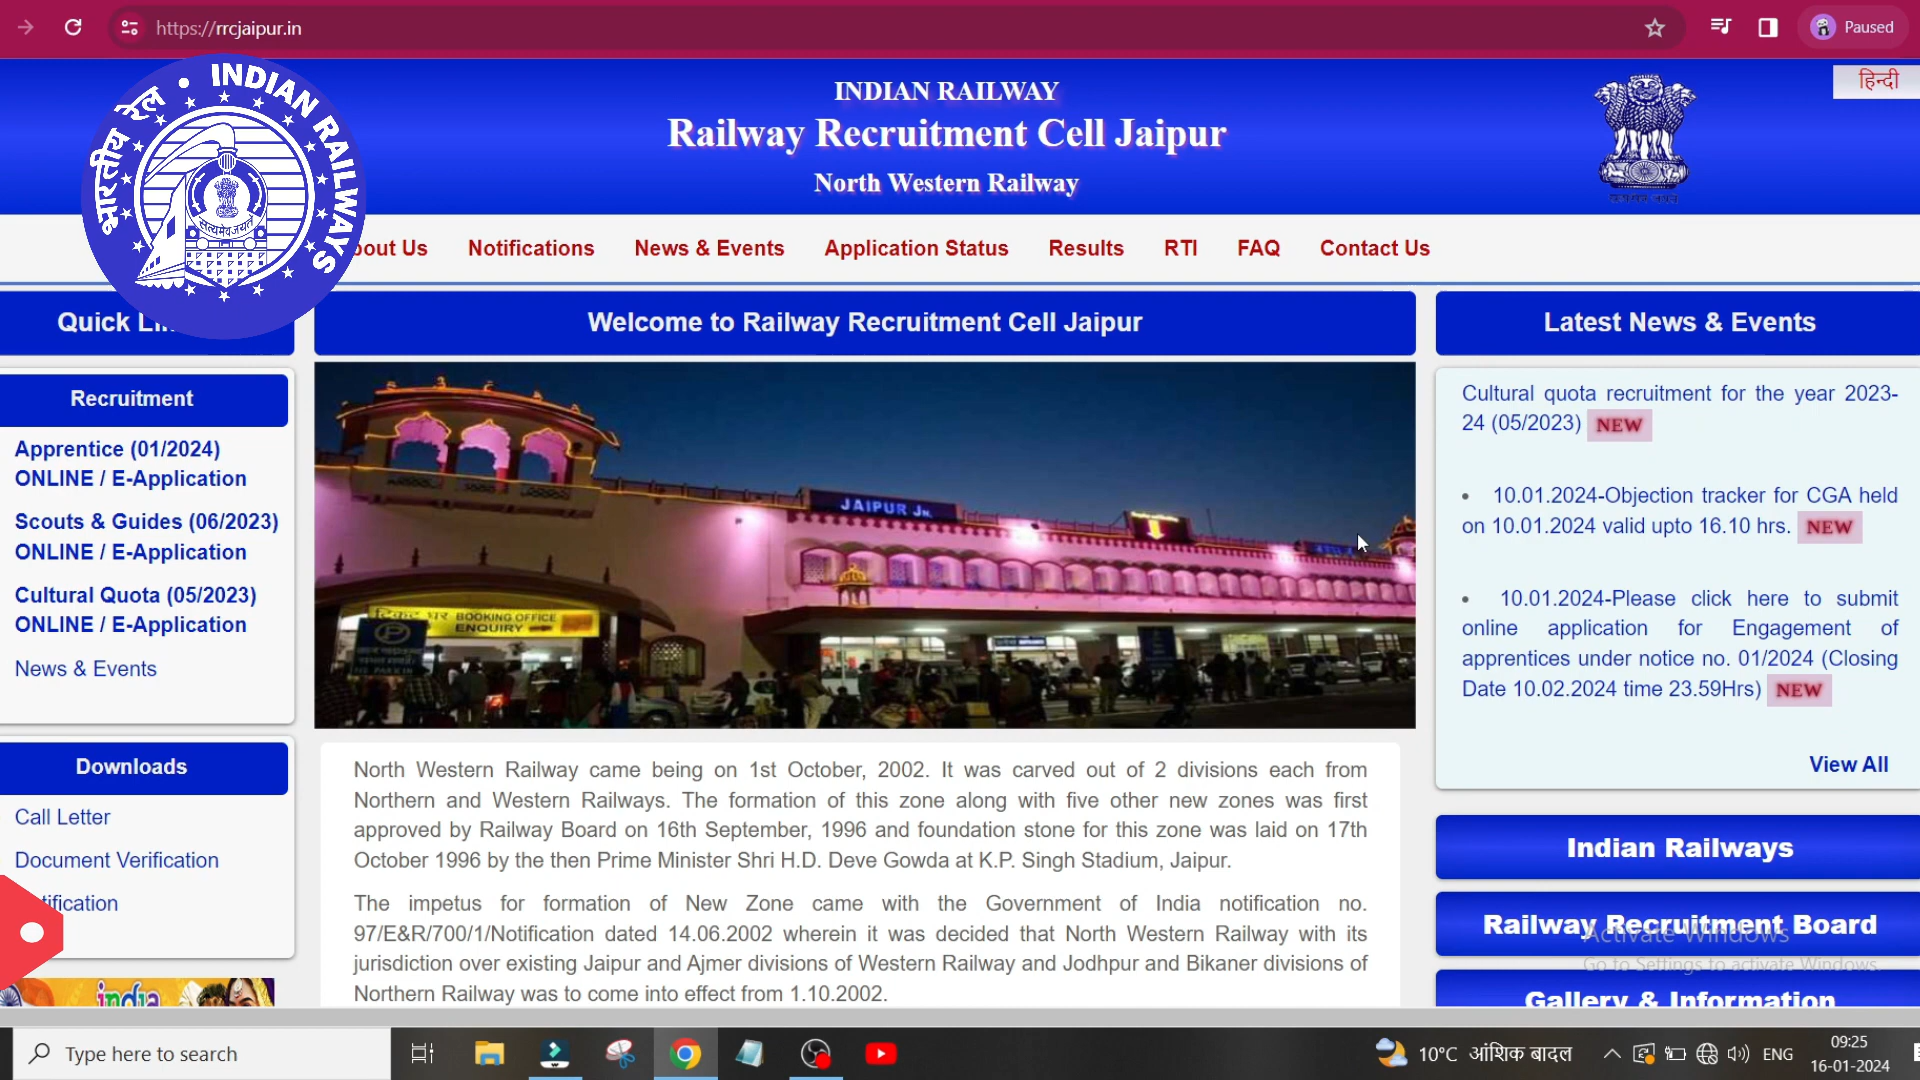 https://rrcjaipur.in
Paused
भारतीय रेल • INDIAN RAILWAYS
सत्यमेव जयते
INDIAN RAILWAY
Railway Recruitment Cell Jaipur
North Western Railway
हिन्दी
bout Us Notifications News & Events Application Status Results RTI FAQ Contact Us
Quick
Welcome to Railway Recruitment Cell Jaipur
Latest News & Events
Recruitment
Apprentice (01/2024)
ONLINE / E-Application
Scouts & Guides (06/2023)
ONLINE / E-Application
Cultural Quota (05/2023)
ONLINE / E-Application
News & Events
Downloads
Call Letter
Document Verification
tification
india
JAIPUR JN.
BOOKING OFFICE
ENQUIRY
North Western Railway came being on 1st October, 2002. It was carved out of 2 divisions each from
Northern and Western Railways. The formation of this zone along with five other new zones was first
approved by Railway Board on 16th September, 1996 and foundation stone for this zone was laid on 17th
October 1996 by the then Prime Minister Shri H.D. Deve Gowda at K.P. Singh Stadium, Jaipur.
The impetus for formation of New Zone came with the Government of India notification no.
97/E&R/700/1/Notification dated 14.06.2002 wherein it was decided that North Western Railway with its
jurisdiction over existing Jaipur and Ajmer divisions of Western Railway and Jodhpur and Bikaner divisions of
Northern Railway was to come into effect from 1.10.2002.
Cultural quota recruitment for the year 2023-
24 (05/2023) NEW
• 10.01.2024-Objection tracker for CGA held
on 10.01.2024 valid upto 16.10 hrs. NEW
• 10.01.2024-Please click here to submit
online application for Engagement of
apprentices under notice no. 01/2024 (Closing
Date 10.02.2024 time 23.59Hrs) NEW
View All
Indian Railways
Railway Recruitment Board
Activate Windows
Go to Settings to activate Windows.
Gallery & Information
Type here to search
10°C आंशिक बादल
ENG
09:25
16-01-2024